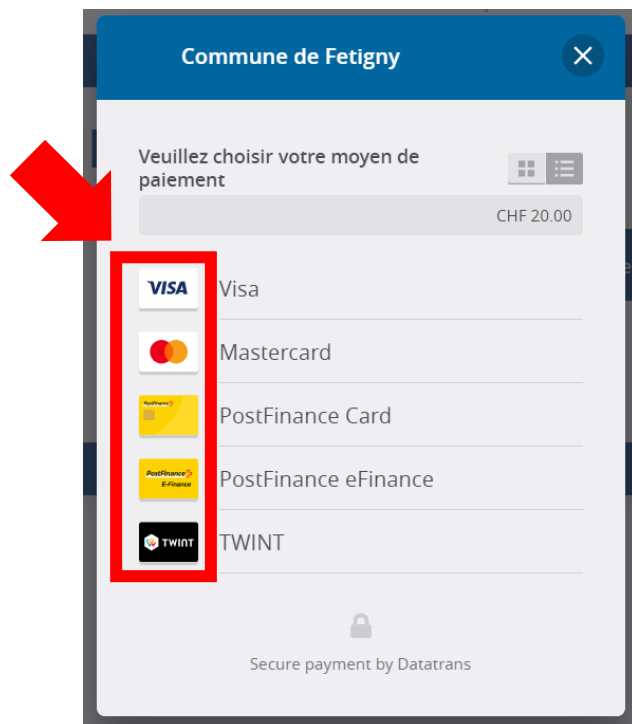 Commune de Fetigny
Veuillez choisir votre moyen de
paiement
CHF 20.00
VISA Visa
Mastercard
PostFinance PostFinance Card
PostFinance
E-Finance PostFinance eFinance
TWINT TWINT
Secure payment by Datatrans